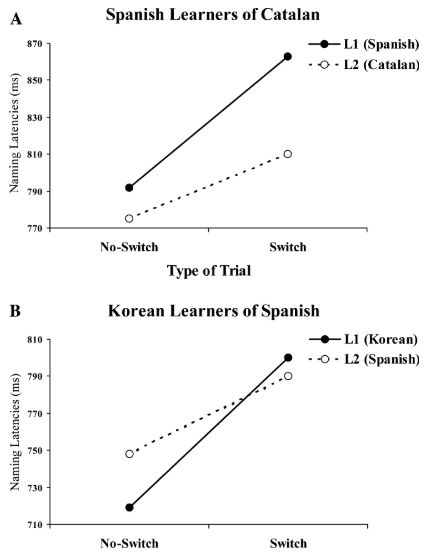 A
Spanish Learners of Catalan
L1 (Spanish)
L2 (Catalan)
Naming Latencies (ms)
870
850
830
810
790
770
No-Switch Switch
Type of Trial
B
Korean Learners of Spanish
L1 (Korean)
L2 (Spanish)
Naming Latencies (ms)
810
790
770
750
730
710
No-Switch Switch